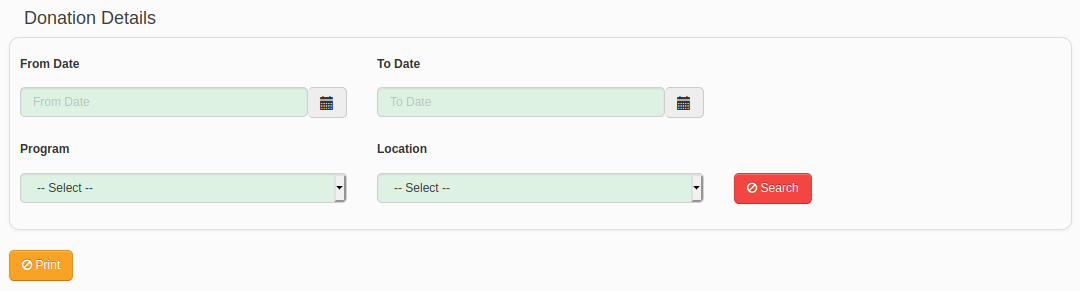 Donation Details
From Date To Date
From Date To Date
Program Location
-- Select -- -- Select -- Search
Print